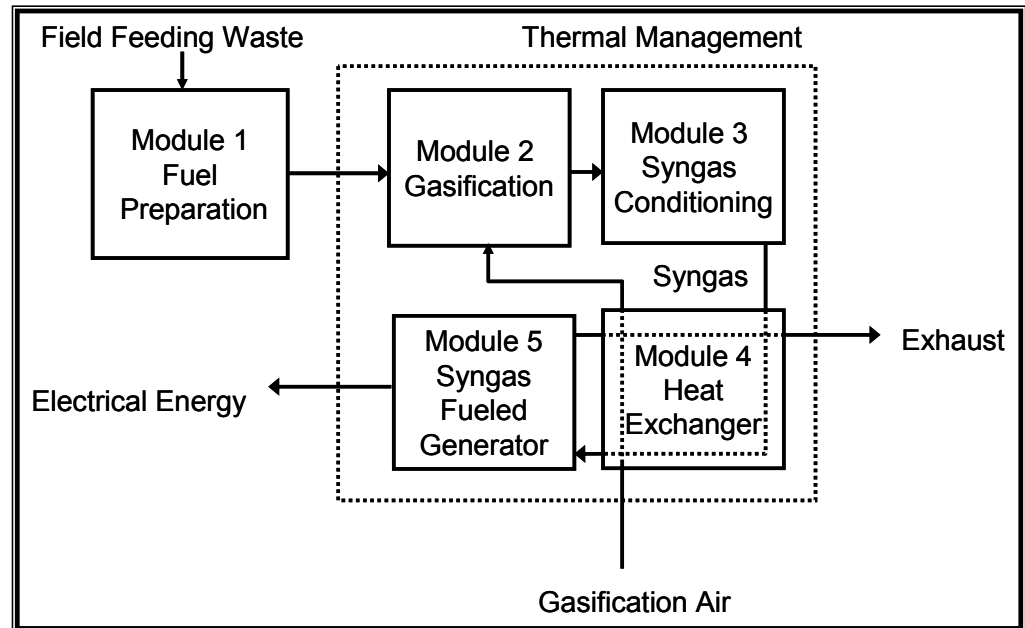 Field Feeding Waste
Thermal Management
Module 1
Fuel
Preparation
Module 2
Gasification
Module 3
Syngas
Conditioning
Syngas
Module 5
Syngas
Fueled
Generator
Module 4
Heat
Exchanger
Exhaust
Electrical Energy
Gasification Air